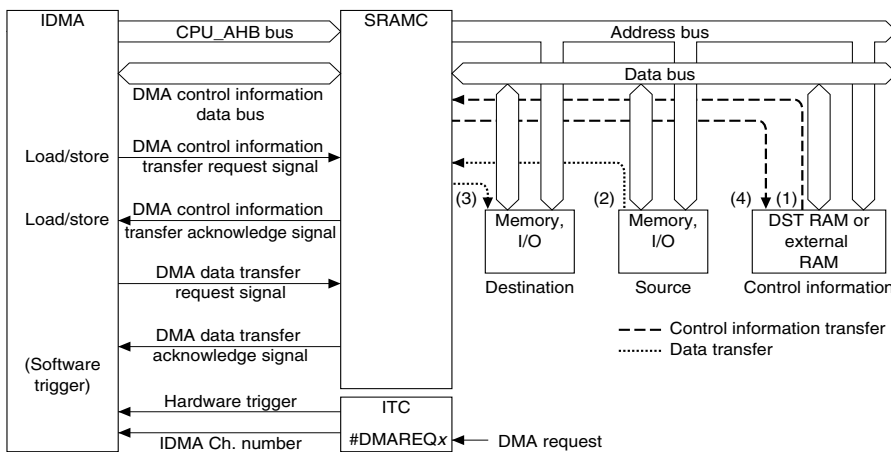 IDMA
CPU_AHB bus
SRAMC
Address bus
Data bus
DMA control information
data bus
Load/store
DMA control information
transfer request signal
Load/store
DMA control information
transfer acknowledge signal
DMA data transfer
request signal
DMA data transfer
acknowledge signal
(Software
trigger)
Hardware trigger
IDMA Ch. number
ITC
#DMAREQx
DMA request
(3)
Memory,
I/O
Destination
(2)
Memory,
I/O
Source
(4)
(1)
DST RAM or
external
RAM
Control information
Control information transfer
Data transfer